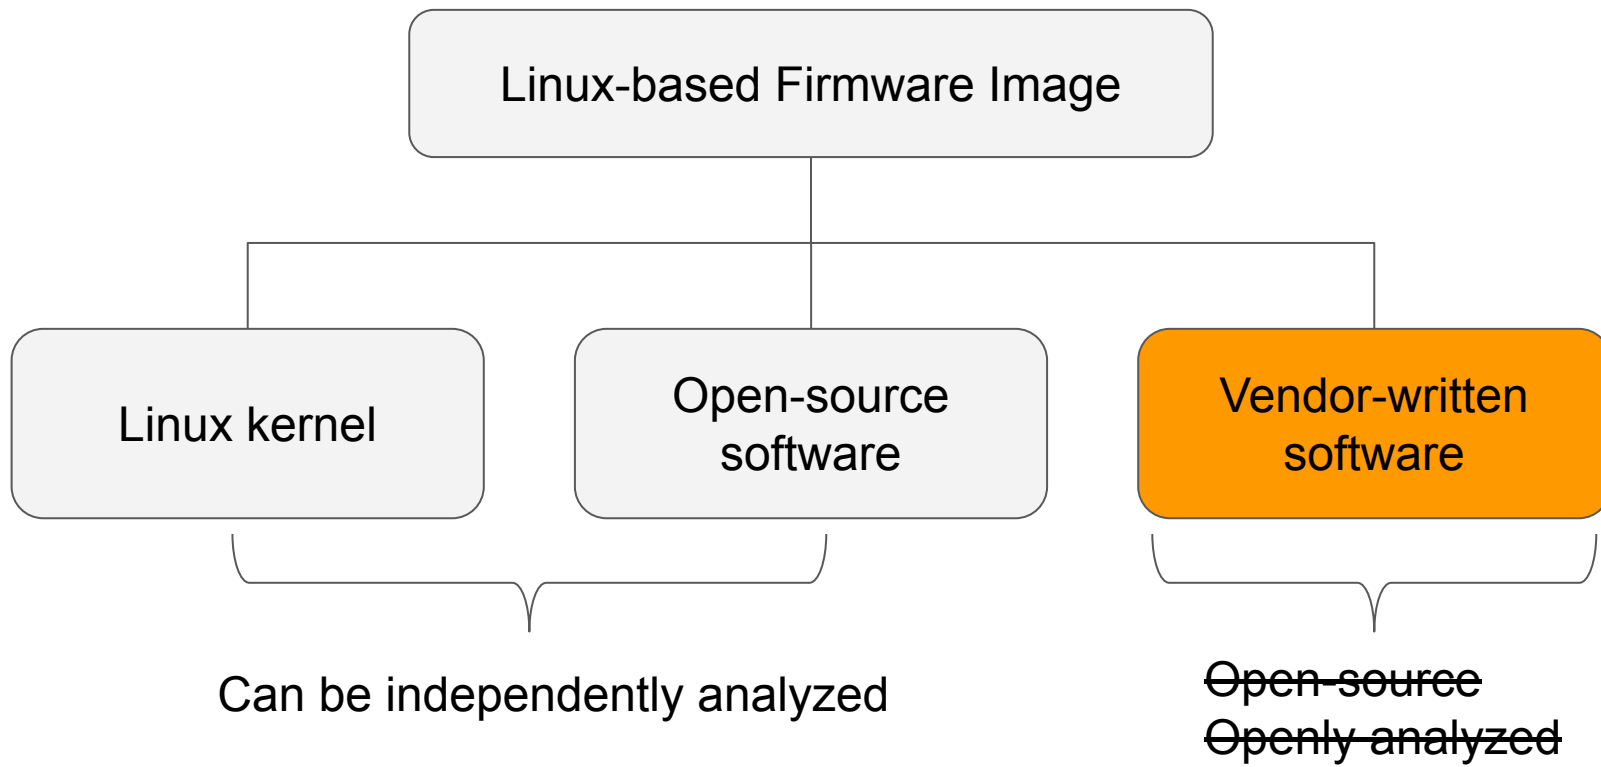 Linux-based Firmware Image
Linux kernel
Open-source
software
Vendor-written
software
Can be independently analyzed
Open-source
Openly analyzed